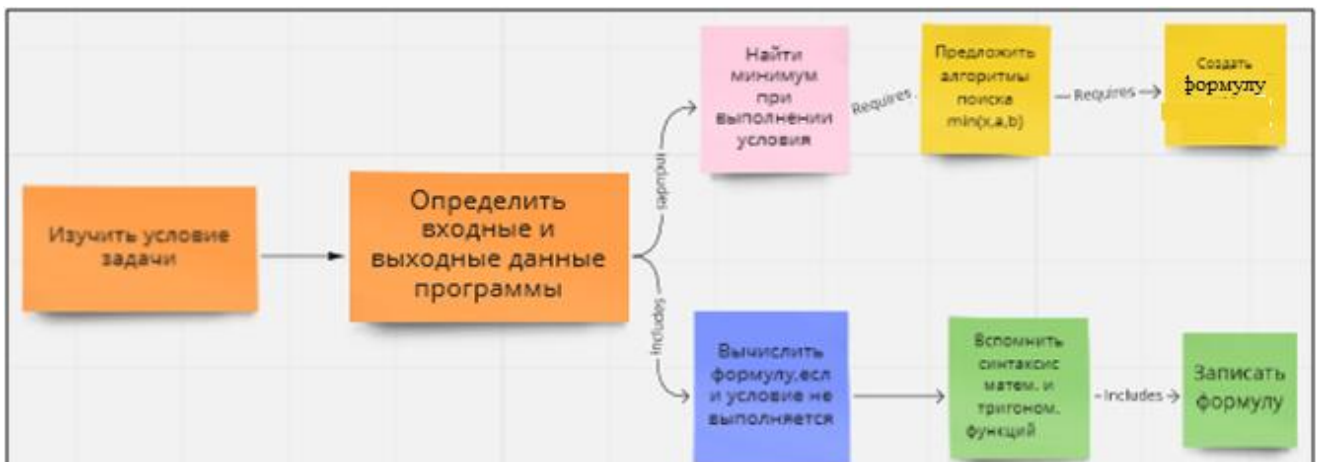 Изучить условие
задачи
Определить
входные и
выходные данные
программы
includes
Найти
минимум
при
выполнении
условия
Requires
Предложить
алгоритмы
поиска
min(x,a,b)
Requires
Создать
формулу
Includes
Вычислить
формулу,есл
и условие не
выполняется
Вспомнить
синтаксис
матем. и
тригоном.
функций
Includes
Записать
формулу